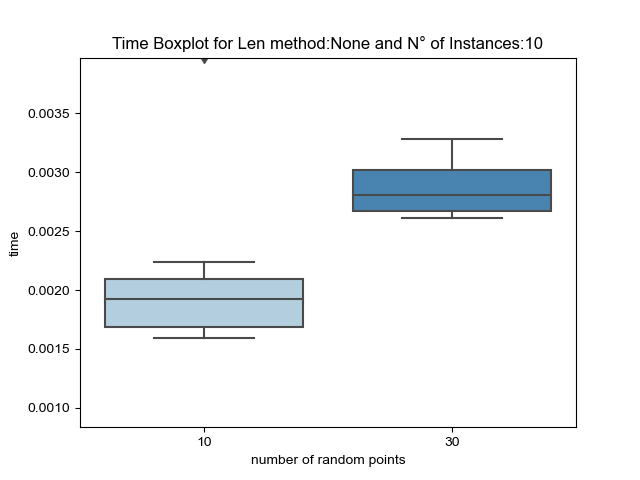 Time Boxplot for Len method:None and N° of Instances:10
0.0035
0.0030
0.0025
0.0020
0.0015
0.0010
time
10 30
number of random points